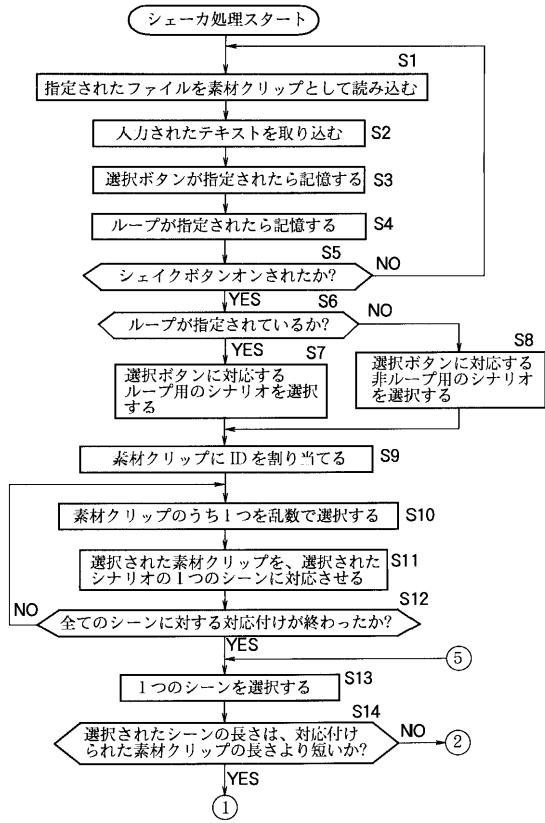 シェーカ処理スタート
S1
指定されたファイルを素材クリップとして読み込む
入力されたテキストを取り込む
S2
選択ボタンが指定されたら記憶する
S3
ループが指定されたら記憶する
S4
S5
シェイクボタンオンされたか?
NO
YES
S6
ループが指定されているか?
NO
YES
S7
選択ボタンに対応する
ループ用のシナリオを選択
する
S8
選択ボタンに対応する
非ループ用のシナリオ
を選択する
素材クリップにIDを割り当てる
S9
素材クリップのうち1つを乱数で選択する
S10
選択された素材クリップを、選択された
シナリオの1つのシーンに対応させる
S11
S12
NO
全てのシーンに対する対応付けが終わったか?
YES
⑤
1つのシーンを選択する
S13
S14
選択されたシーンの長さは、対応付け
られた素材クリップの長さより短いか?
NO
②
YES
①